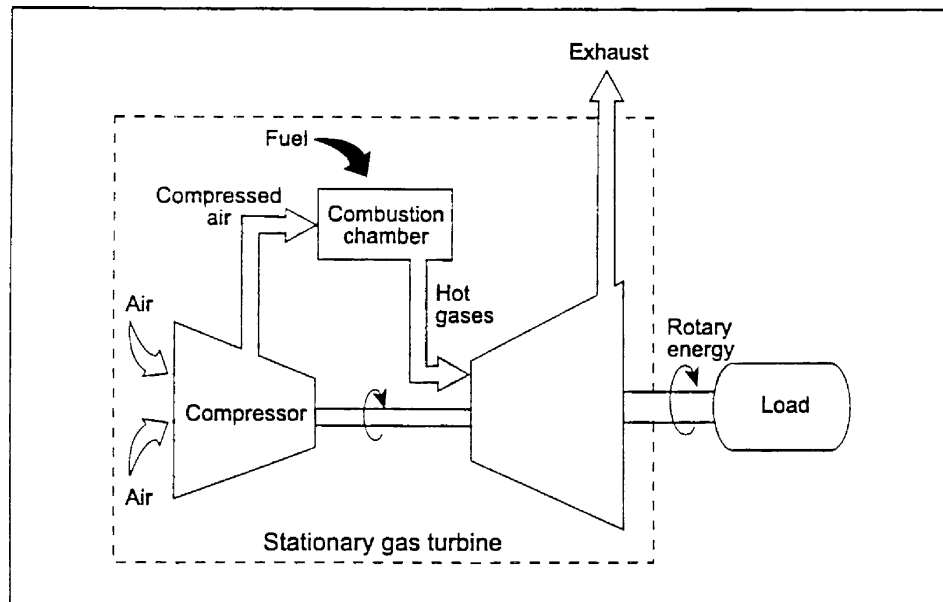 Exhaust
Fuel
Compressed
air
Combustion
chamber
Hot
gases
Air
Rotary
energy
Compressor
Load
Air
Stationary gas turbine